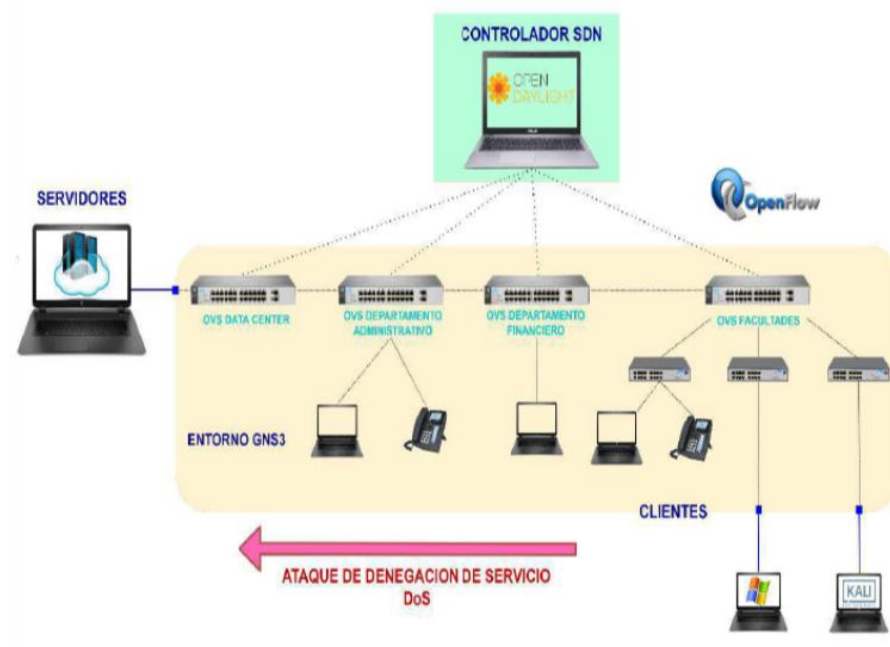 CONTROLADOR SDN
OPEN
DAYLIGHT
SERVIDORES
OpenFlow
OVS DATA CENTER
OVS DEPARTAMENTO
ADMINISTRATIVO
OVS DEPARTAMENTO
FINANCIERO
OVS FACULTADES
ENTORNO GNS3
CLIENTES
ATAQUE DE DENEGACION DE SERVICIO
DoS
KALI